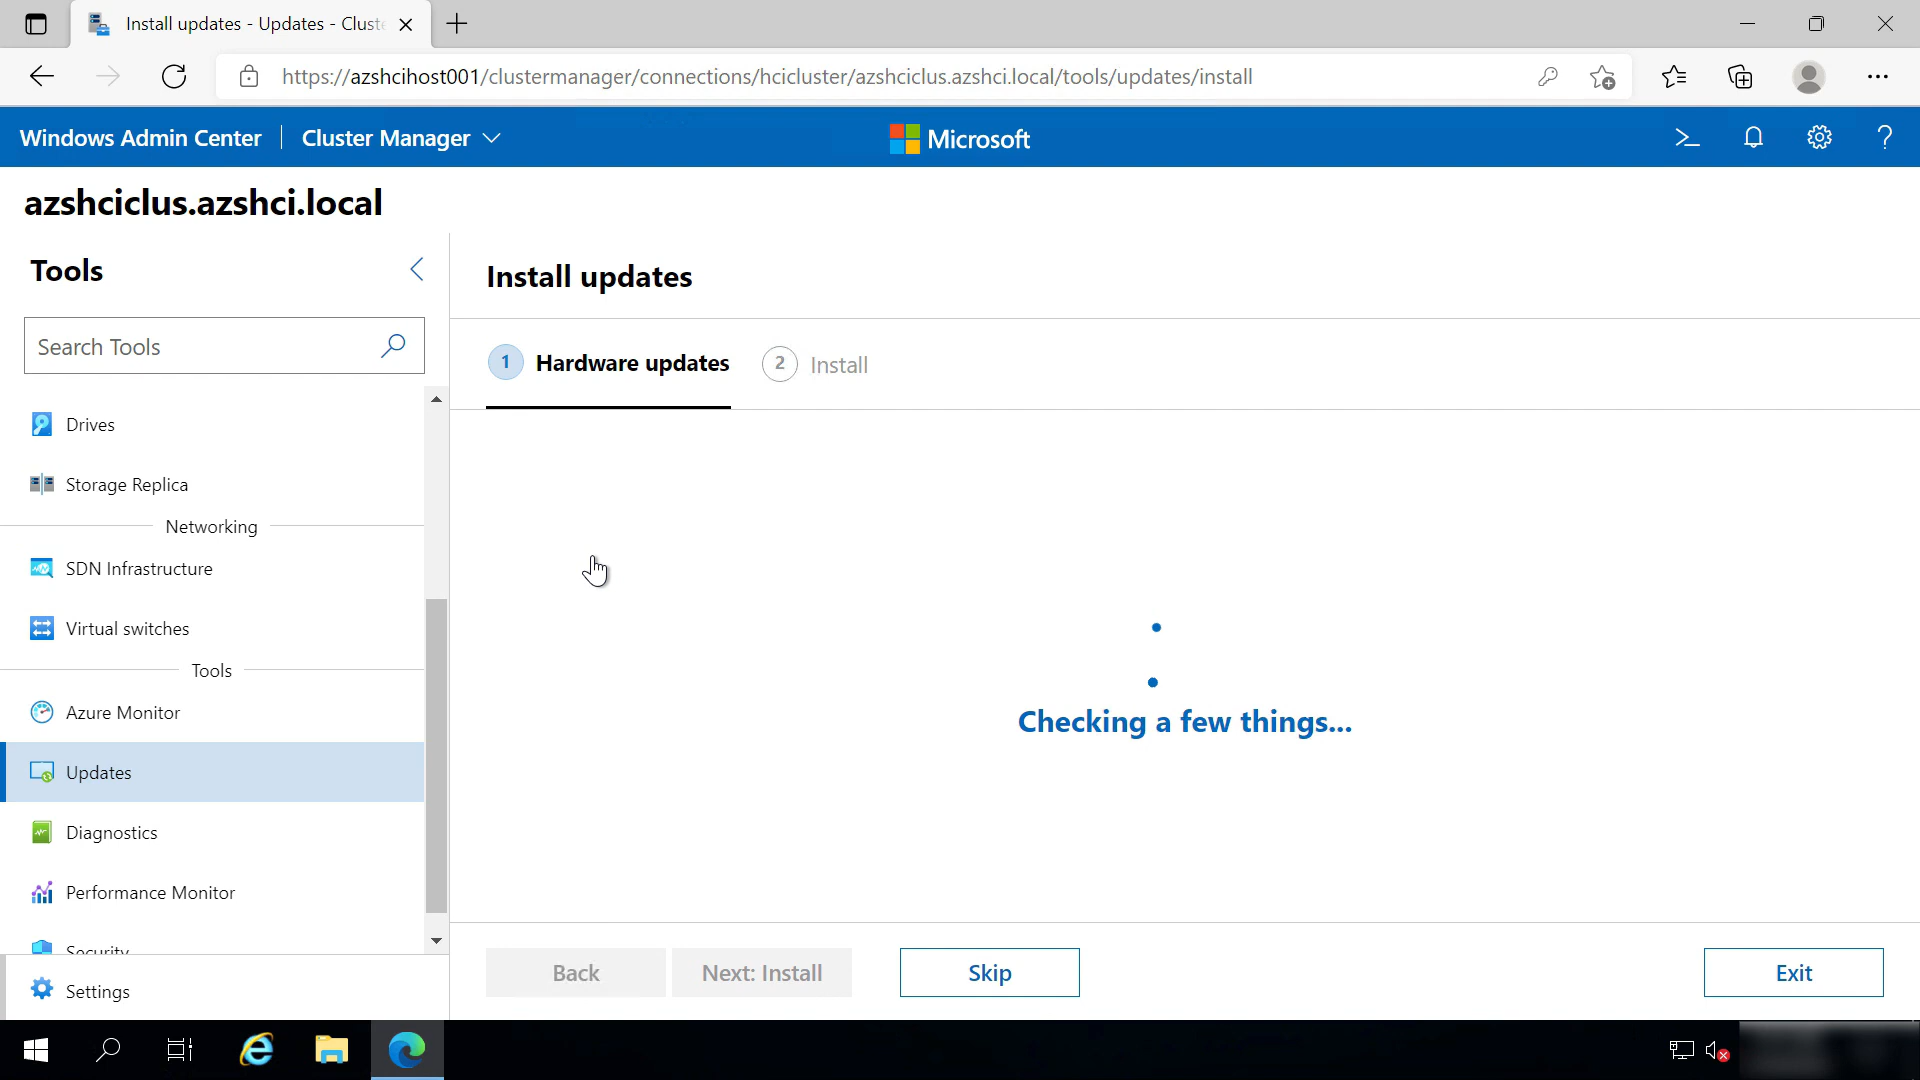 Install updates - Updates - Cluste
https://azshcihost001/clustermanager/connections/hcicluster/azshciclus.azshci.local/tools/updates/install
Windows Admin Center
Cluster Manager
Microsoft
azshciclus.azshci.local
Tools
Search Tools
Drives
Storage Replica
Networking
SDN Infrastructure
Virtual switches
Tools
Azure Monitor
Updates
Diagnostics
Performance Monitor
Security
Settings
Install updates
1 Hardware updates
2 Install
Checking a few things...
Back
Next: Install
Skip
Exit